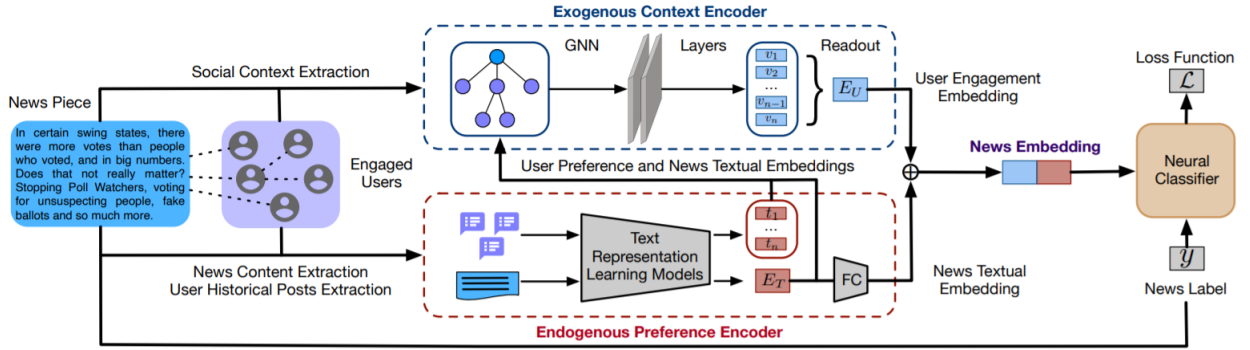 Exogenous Context Encoder
GNN
Layers
Readout
v₁
v₂
...
vₙ₋₁
vₙ
E_U
Social Context Extraction
News Piece
In certain swing states, there
were more votes than people
who voted, and in big numbers.
Does that not really matter?
Stopping Poll Watchers, voting
for unsuspecting people, fake
ballots and so much more.
Engaged
Users
User Engagement
Embedding
Loss Function
ℒ
User Preference and News Textual Embeddings
News Embedding
Neural
Classifier
t₁
...
tₙ
Text
Representation
Learning Models
E_T
FC
News Content Extraction
User Historical Posts Extraction
News Textual
Embedding
y
News Label
Endogenous Preference Encoder